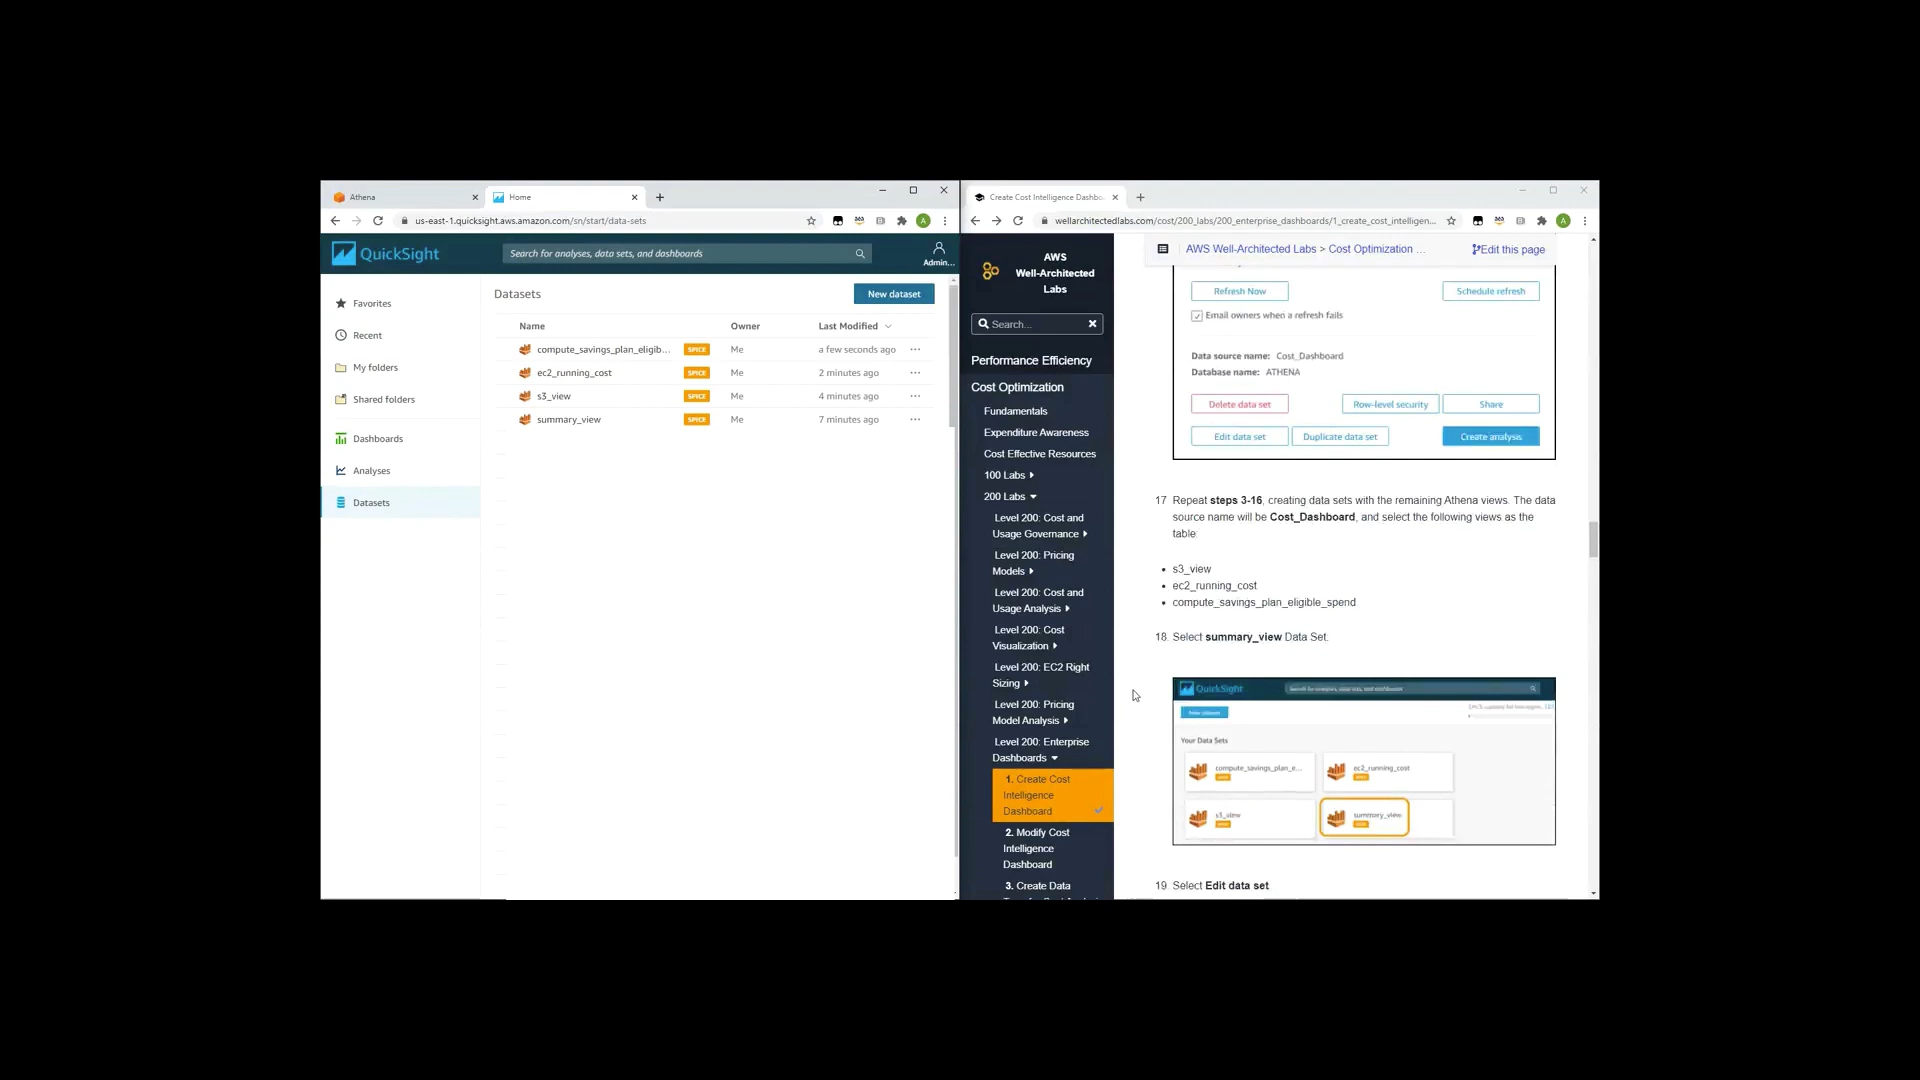 Athena
Home
us-east-1.quicksight.aws.amazon.com/sn/start/data-sets
A
QuickSight
Search for analyses, data sets, and dashboards
Admin...
Favorites
Recent
My folders
Shared folders
Dashboards
Analyses
Datasets
Datasets
New dataset
Name Owner Last Modified
compute_savings_plan_eligib... SPICE Me a few seconds ago
ec2_running_cost SPICE Me 2 minutes ago
s3_view SPICE Me 4 minutes ago
summary_view SPICE Me 7 minutes ago
Create Cost Intelligence Dashbo
wellarchitectedlabs.com/cost/200_labs/200_enterprise_dashboards/1_create_cost_intelligen...
A
AWS
Well-Architected
Labs
Search...
Performance Efficiency
Cost Optimization
Fundamentals
Expenditure Awareness
Cost Effective Resources
100 Labs
200 Labs
Level 200: Cost and
Usage Governance
Level 200: Pricing
Models
Level 200: Cost and
Usage Analysis
Level 200: Cost
Visualization
Level 200: EC2 Right
Sizing
Level 200: Pricing
Model Analysis
Level 200: Enterprise
Dashboards
1. Create Cost
Intelligence
Dashboard
2. Modify Cost
Intelligence
Dashboard
3. Create Data
AWS Well-Architected Labs > Cost Optimization ...
Edit this page
Refresh Now
Schedule refresh
Email owners when a refresh fails
Data source name: Cost_Dashboard
Database name: ATHENA
Delete data set
Row-level security
Share
Edit data set
Duplicate data set
Create analysis
17 Repeat steps 3-16, creating data sets with the remaining Athena views. The data
source name will be Cost_Dashboard, and select the following views as the
table:
s3_view
ec2_running_cost
compute_savings_plan_eligible_spend
18. Select summary_view Data Set.
QuickSight
Search for analyses, data sets, and dashboards
Your Data Sets
compute_savings_plan_e...
ec2_running_cost
s3_view
summary_view
19 Select Edit data set